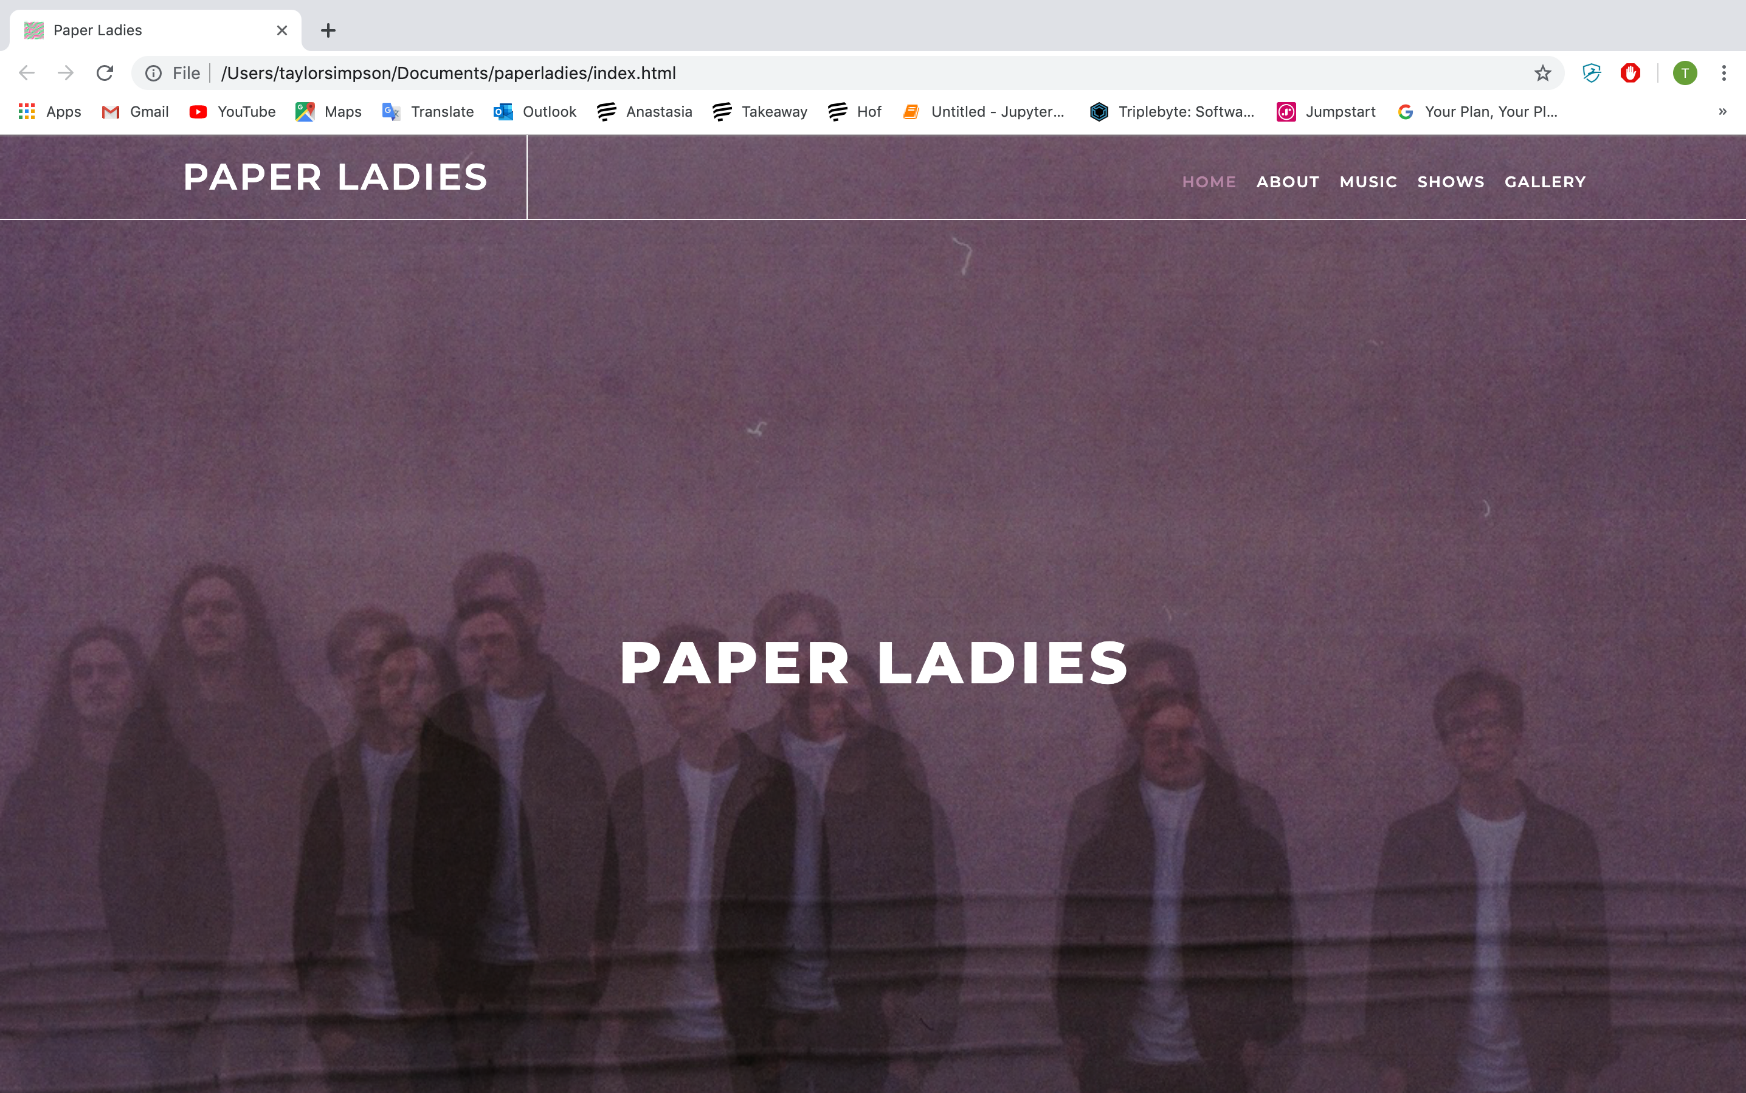 Paper Ladies
File /Users/taylorsimpson/Documents/paperladies/index.html
T
Apps Gmail YouTube Maps Translate Outlook Anastasia Takeaway Hof Untitled - Jupyter... Triplebyte: Softwa... Jumpstart Your Plan, Your Pl... »
PAPER LADIES
HOME ABOUT MUSIC SHOWS GALLERY
PAPER LADIES